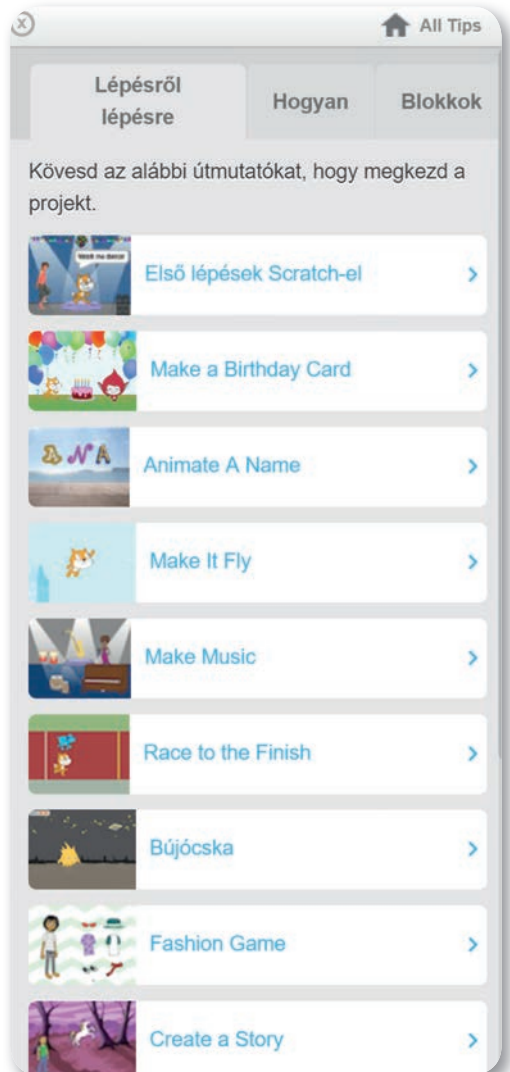 All Tips
Lépésről
lépésre
Hogyan
Blokkok
Kövesd az alábbi útmutatókat, hogy megkezd a
projekt.
Első lépések Scratch-el
Make a Birthday Card
ANA
Animate A Name
Make It Fly
Make Music
Race to the Finish
Bújócska
Fashion Game
Create a Story